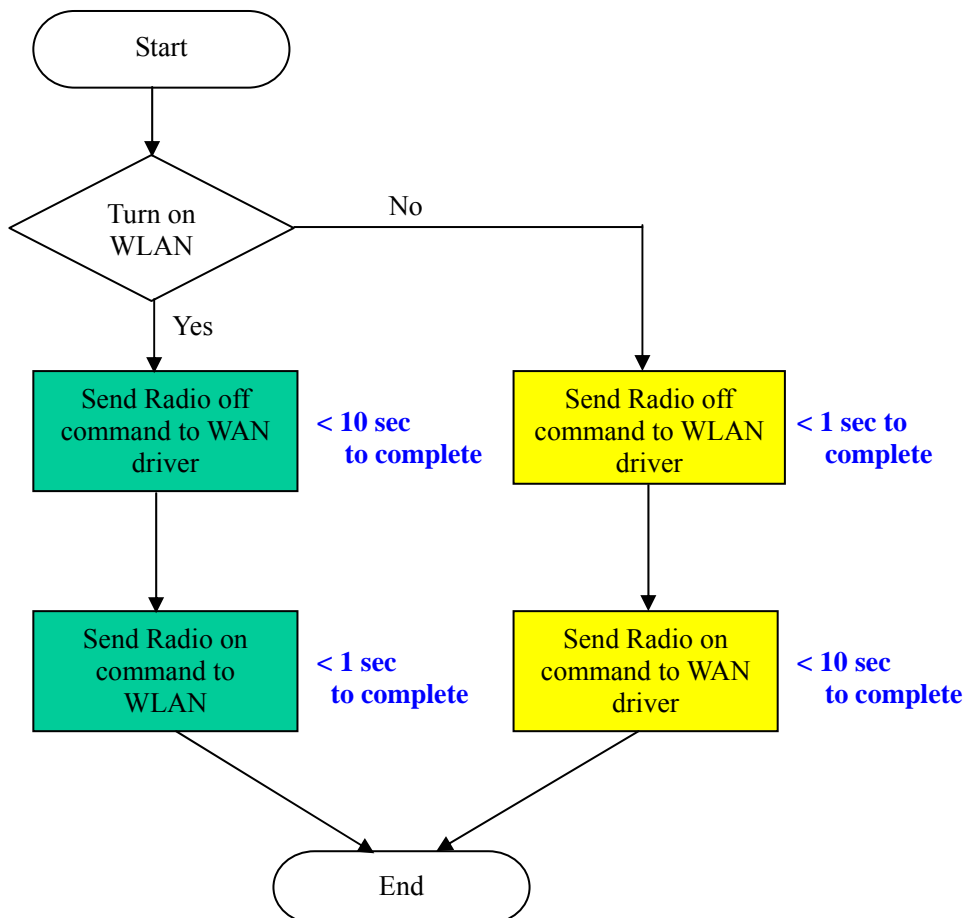 Start
Turn on
WLAN
No
Yes
Send Radio off
command to WAN
driver
< 10 sec
to complete
Send Radio off
command to WLAN
driver
< 1 sec to
complete
Send Radio on
command to
WLAN
< 1 sec
to complete
Send Radio on
command to WAN
driver
< 10 sec
to complete
End